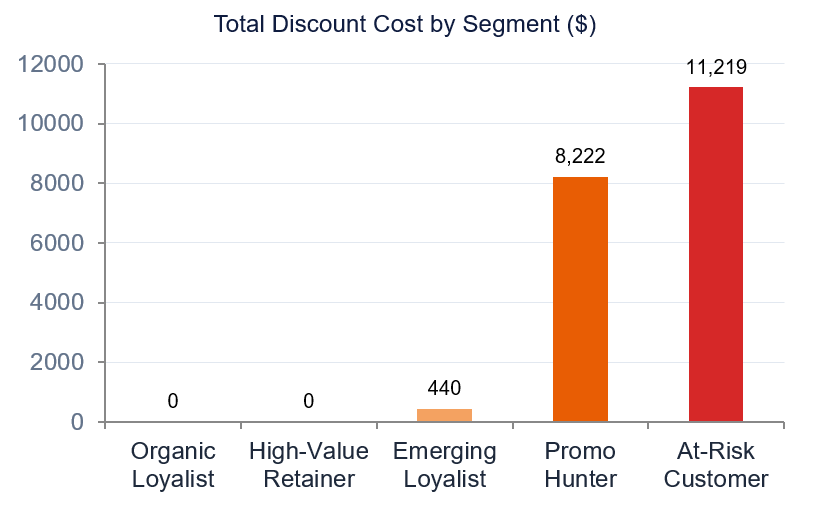 Total Discount Cost by Segment ($)
12000
10000
8000
6000
4000
2000
0
0
0
440
8,222
11,219
Organic
Loyalist
High-Value
Retainer
Emerging
Loyalist
Promo
Hunter
At-Risk
Customer